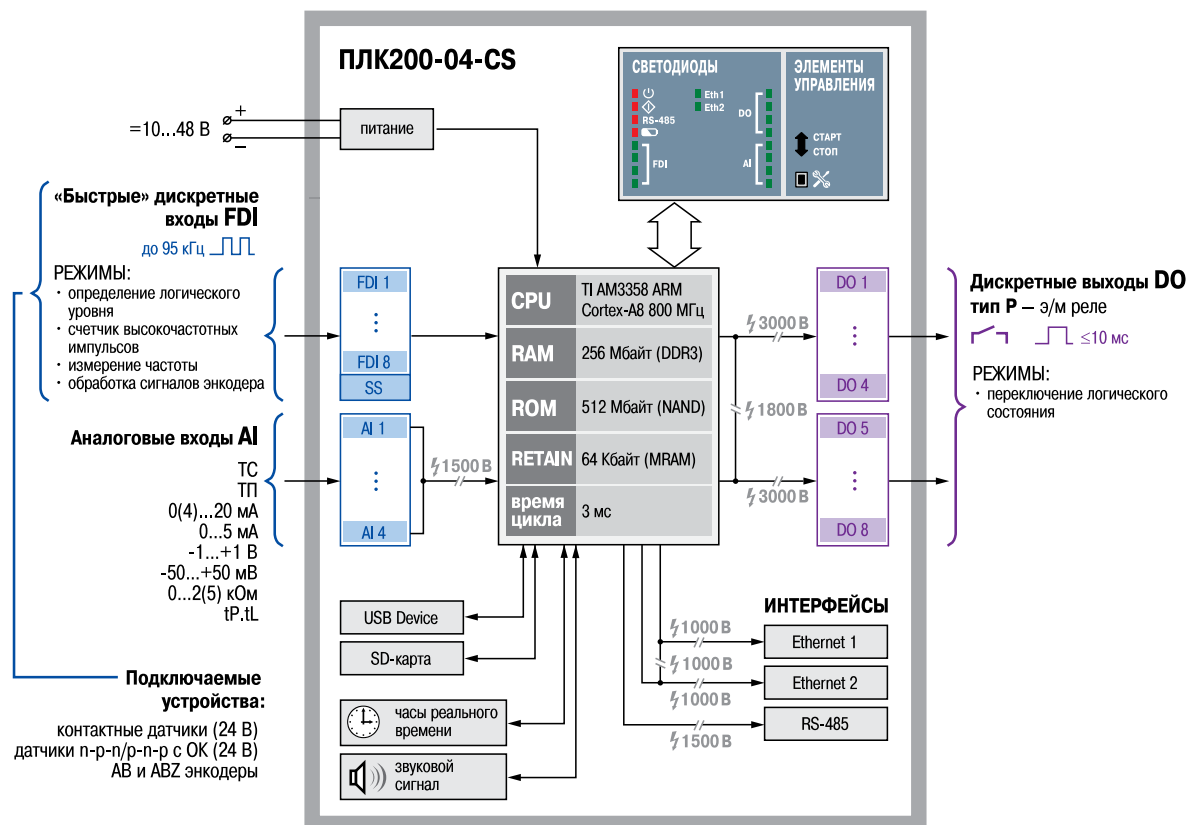 ПЛК200-04-CS
СВЕТОДИОДЫ
Eth1
Eth2
RS-485
DO
FDI
AI
ЭЛЕМЕНТЫ
УПРАВЛЕНИЯ
СТАРТ
СТОП
=10...48 В
+
–
питание
«Быстрые» дискретные
входы FDI
до 95 кГц
РЕЖИМЫ:
· определение логического
уровня
· счетчик высокочастотных
импульсов
· измерение частоты
· обработка сигналов энкодера
FDI 1
FDI 8
SS
Аналоговые входы AI
ТС
ТП
0(4)...20 мА
0...5 мА
-1...+1 В
-50...+50 мВ
0...2(5) кОм
tP.tL
AI 1
AI 4
1500 В
CPU
TI AM3358 ARM
Cortex-A8 800 МГц
RAM
256 Мбайт (DDR3)
ROM
512 Мбайт (NAND)
RETAIN
64 Кбайт (MRAM)
время
цикла
3 мс
3000 В
1800 В
3000 В
DO 1
DO 4
DO 5
DO 8
Дискретные выходы DO
тип Р – э/м реле
≤10 мс
РЕЖИМЫ:
· переключение логического
состояния
Подключаемые
устройства:
контактные датчики (24 В)
датчики n-p-n/p-n-p с ОК (24 В)
AB и ABZ энкодеры
USB Device
SD-карта
часы реального
времени
звуковой
сигнал
ИНТЕРФЕЙСЫ
1000 В
Ethernet 1
1000 В
Ethernet 2
1000 В
RS-485
1500 В